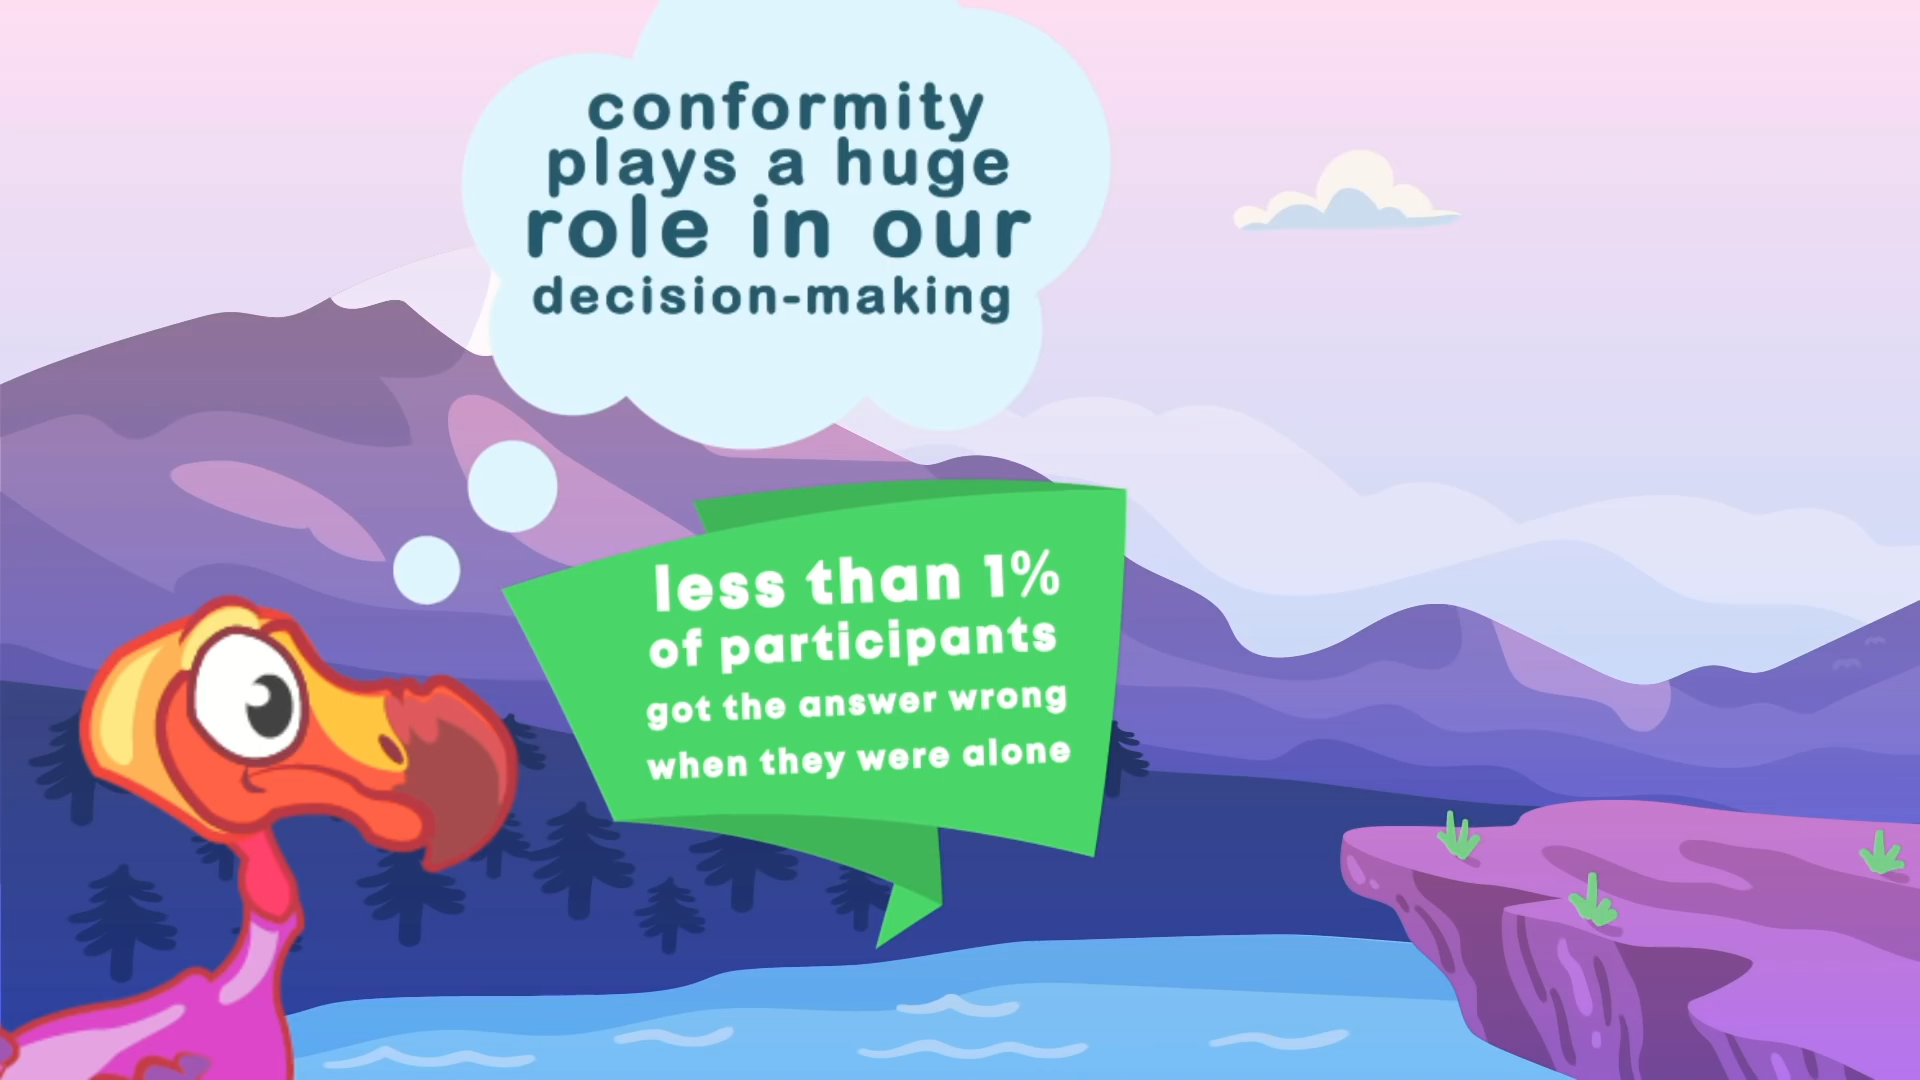 conformity
plays a huge
role in our
decision-making
less than 1%
of participants
got the answer wrong
when they were alone